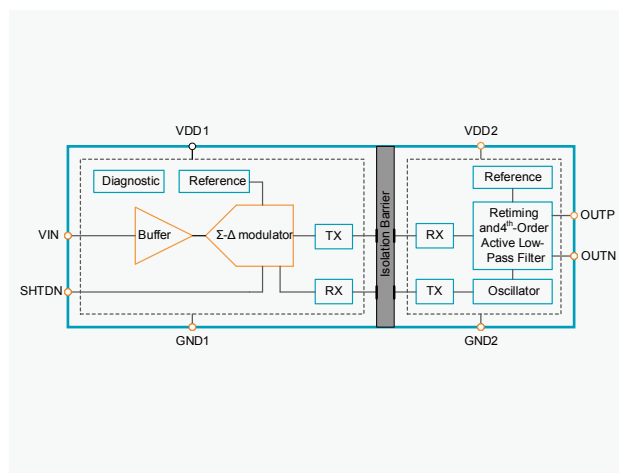 VDD1
VDD2
Diagnostic
Reference
Reference
VIN
Buffer
Σ-Δ modulator
TX
Isolation Barrier
RX
Retiming
and4th-Order
Active Low-
Pass Filter
OUTP
OUTN
SHTDN
RX
TX
Oscillator
GND1
GND2